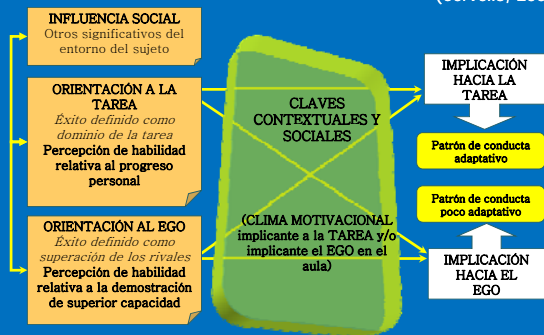 INFLUENCIA SOCIAL
Otros significativos del
entorno del sujeto
ORIENTACIÓN A LA
TAREA
Éxito definido como
dominio de la tarea
Percepción de habilidad
relativa al progreso
personal
ORIENTACIÓN AL EGO
Éxito definido como
superación de los rivales
Percepción de habilidad
relativa a la demostración
de superior capacidad
CLAVES
CONTEXTUALES Y
SOCIALES
(CLIMA MOTIVACIONAL
implicante a la TAREA y/o
implicante el EGO en el
aula)
IMPLICACIÓN
HACIA LA
TAREA
Patrón de conducta
adaptativo
Patrón de conducta
poco adaptativo
IMPLICACIÓN
HACIA EL
EGO